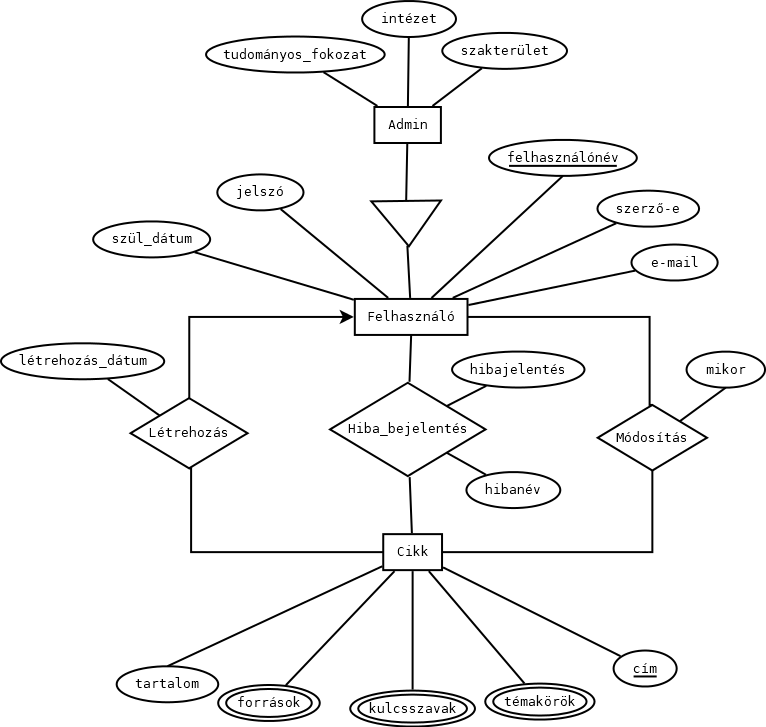 intézet
tudományos_fokozat
szakterület
Admin
felhasználónév
jelszó
szerző-e
szül_dátum
e-mail
Felhasználó
létrehozás_dátum
hibajelentés
mikor
Létrehozás
Hiba_bejelentés
Módosítás
hibanév
Cikk
cím
tartalom
források
kulcsszavak
témakörök